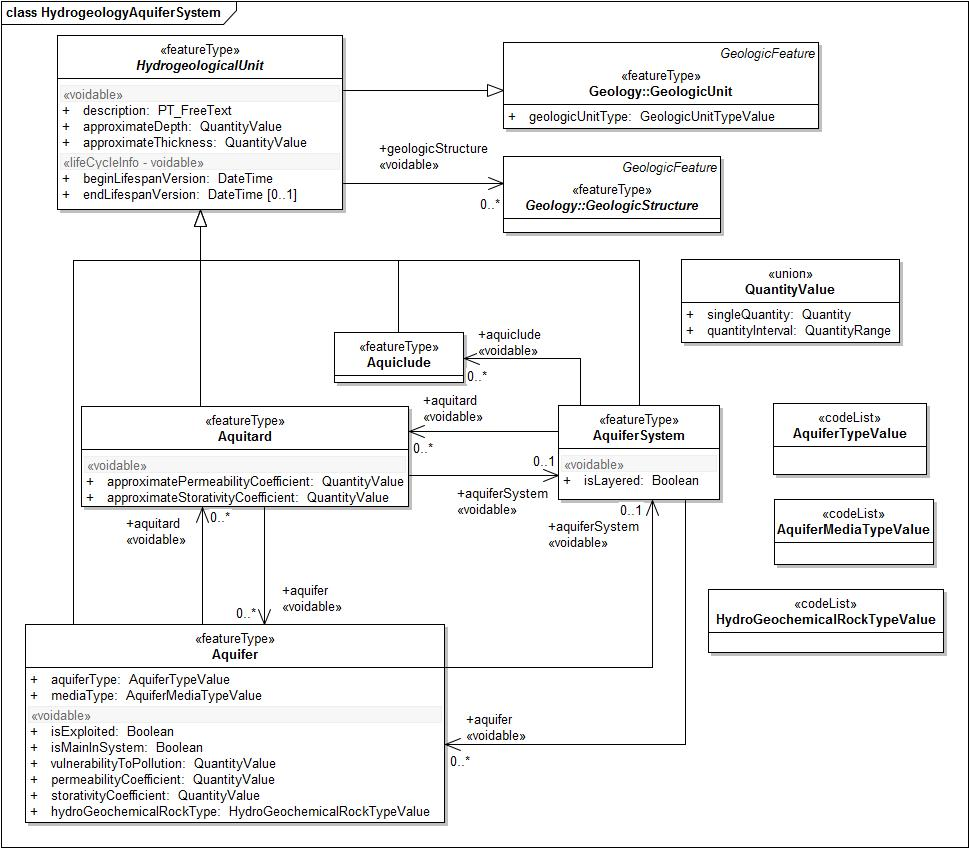 class HydrogeologyAquiferSystem
«featureType»
HydrogeologicalUnit
«voidable»
+ description: PT_FreeText
+ approximateDepth: QuantityValue
+ approximateThickness: QuantityValue
«lifeCycleInfo - voidable»
+ beginLifespanVersion: DateTime
+ endLifespanVersion: DateTime [0..1]
GeologicFeature
«featureType»
Geology::GeologicUnit
+ geologicUnitType: GeologicUnitTypeValue
+geologicStructure
«voidable»
0..*
GeologicFeature
«featureType»
Geology::GeologicStructure
«union»
QuantityValue
+ singleQuantity: Quantity
+ quantityInterval: QuantityRange
«featureType»
Aquiclude
+aquiclude
«voidable»
0..*
«featureType»
Aquitard
«voidable»
+ approximatePermeabilityCoefficient: QuantityValue
+ approximateStorativityCoefficient: QuantityValue
+aquitard
«voidable»
0..*
«featureType»
AquiferSystem
«voidable»
+ isLayered: Boolean
0..1
+aquiferSystem
«voidable»
0..1
+aquiferSystem
«voidable»
«codeList»
AquiferTypeValue
«codeList»
AquiferMediaTypeValue
«codeList»
HydroGeochemicalRockTypeValue
0..*
+aquitard
«voidable»
+aquifer
«voidable»
0..*
«featureType»
Aquifer
+ aquiferType: AquiferTypeValue
+ mediaType: AquiferMediaTypeValue
«voidable»
+ isExploited: Boolean
+ isMainInSystem: Boolean
+ vulnerabilityToPollution: QuantityValue
+ permeabilityCoefficient: QuantityValue
+ storativityCoefficient: QuantityValue
+ hydroGeochemicalRockType: HydroGeochemicalRockTypeValue
+aquifer
«voidable»
0..*